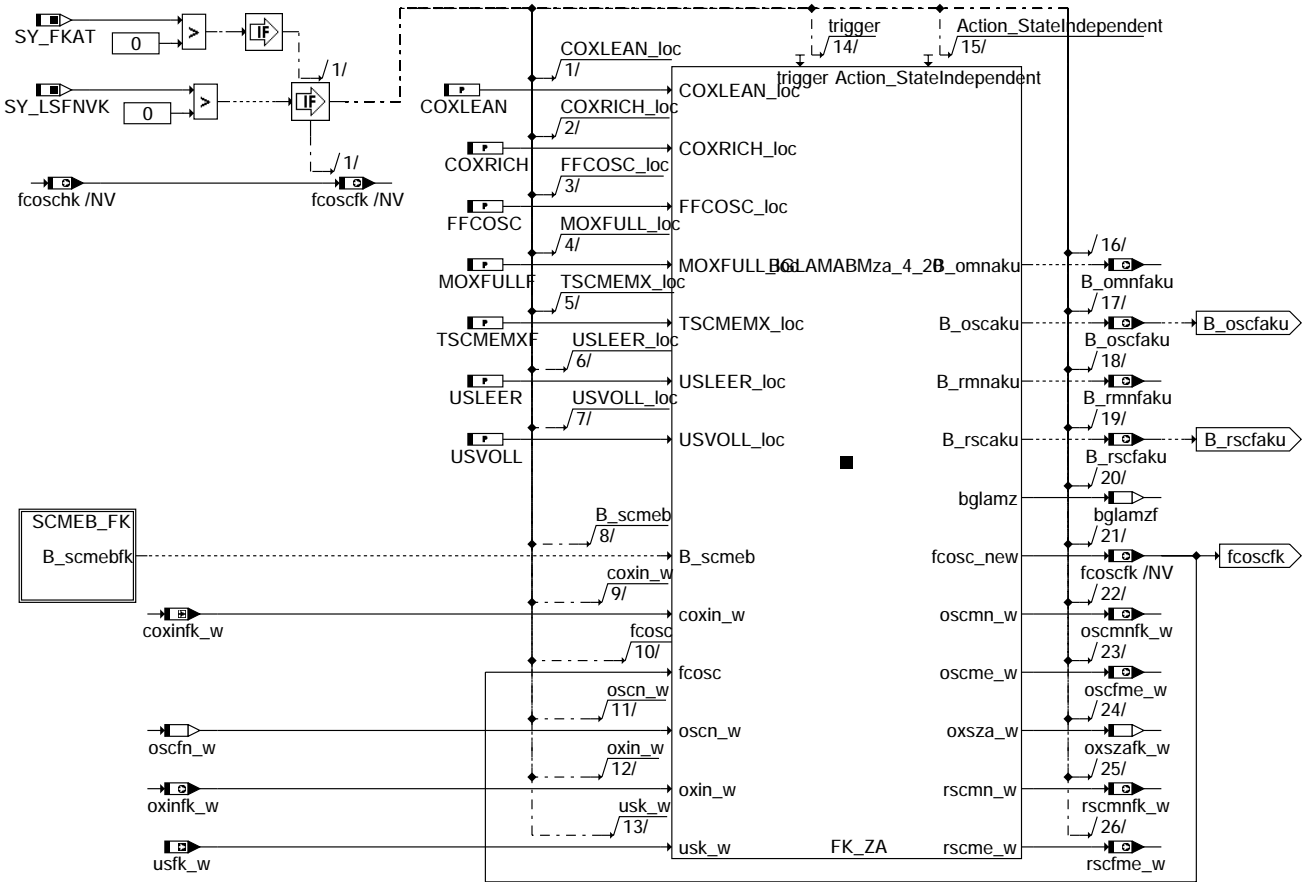 SY_FKAT
0
>
IF
1/
SY_LSFNVK
0
>
IF
1/
fcoschk /NV
fcoscfk /NV
trigger
14/
Action_StateIndependent
15/
trigger Action_StateIndependent
COXLEAN_loc
1/
P
COXLEAN
COXLEAN_loc
COXRICH_loc
2/
P
COXRICH
COXRICH_loc
FFCOSC_loc
3/
P
FFCOSC
FFCOSC_loc
MOXFULL_loc
4/
P
MOXFULLF
MOXFULL_loc
BGLAMABMza_4_20
TSCMEMX_loc
5/
P
TSCMEMXF
TSCMEMX_loc
USLEER_loc
6/
P
USLEER
USLEER_loc
USVOLL_loc
7/
P
USVOLL
USVOLL_loc
SCMEB_FK
B_scmebfk
B_scmeb
8/
B_scmeb
coxin_w
9/
coxinfk_w
coxin_w
fcosc
10/
fcosc
oscn_w
11/
oscfn_w
oscn_w
oxin_w
12/
oxinfk_w
oxin_w
usk_w
13/
usfk_w
usk_w
FK_ZA
B_omnaku
16/
B_omnfaku
B_oscaku
17/
B_oscfaku
B_oscfaku
B_rmnaku
18/
B_rmnfaku
B_rscaku
19/
B_rscfaku
B_rscfaku
bglamz
20/
bglamzf
fcosc_new
21/
fcoscfk /NV
fcoscfk
oscmn_w
22/
oscmnfk_w
oscme_w
23/
oscfme_w
oxsza_w
24/
oxszafk_w
rscmn_w
25/
rscmnfk_w
rscme_w
26/
rscfme_w